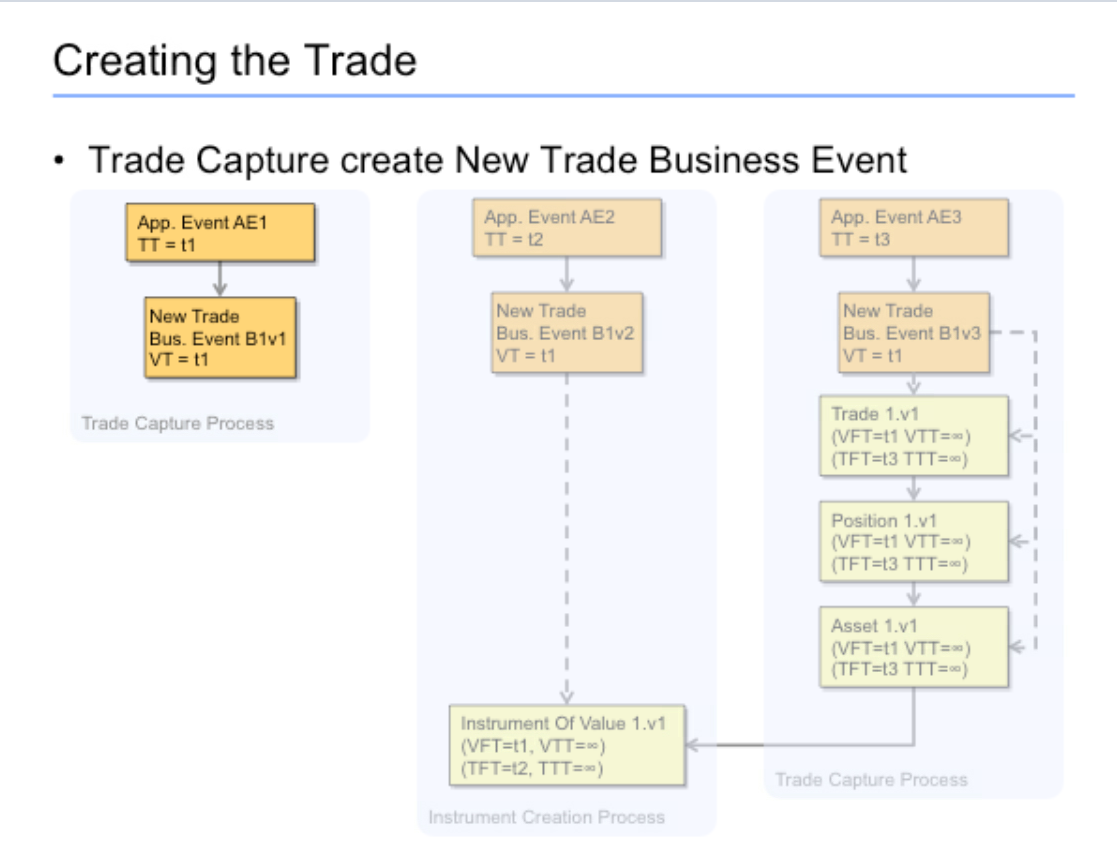 Creating the Trade
• Trade Capture create New Trade Business Event
App. Event AE1
TT = t1
New Trade
Bus. Event B1v1
VT = t1
Trade Capture Process
App. Event AE2
TT = t2
New Trade
Bus. Event B1v2
VT = t1
Instrument Of Value 1.v1
(VFT=t1, VTT=∞)
(TFT=t2, TTT=∞)
Instrument Creation Process
App. Event AE3
TT = t3
New Trade
Bus. Event B1v3
VT = t1
Trade 1.v1
(VFT=t1 VTT=∞)
(TFT=t3 TTT=∞)
Position 1.v1
(VFT=t1 VTT=∞)
(TFT=t3 TTT=∞)
Asset 1.v1
(VFT=t1 VTT=∞)
(TFT=t3 TTT=∞)
Trade Capture Process